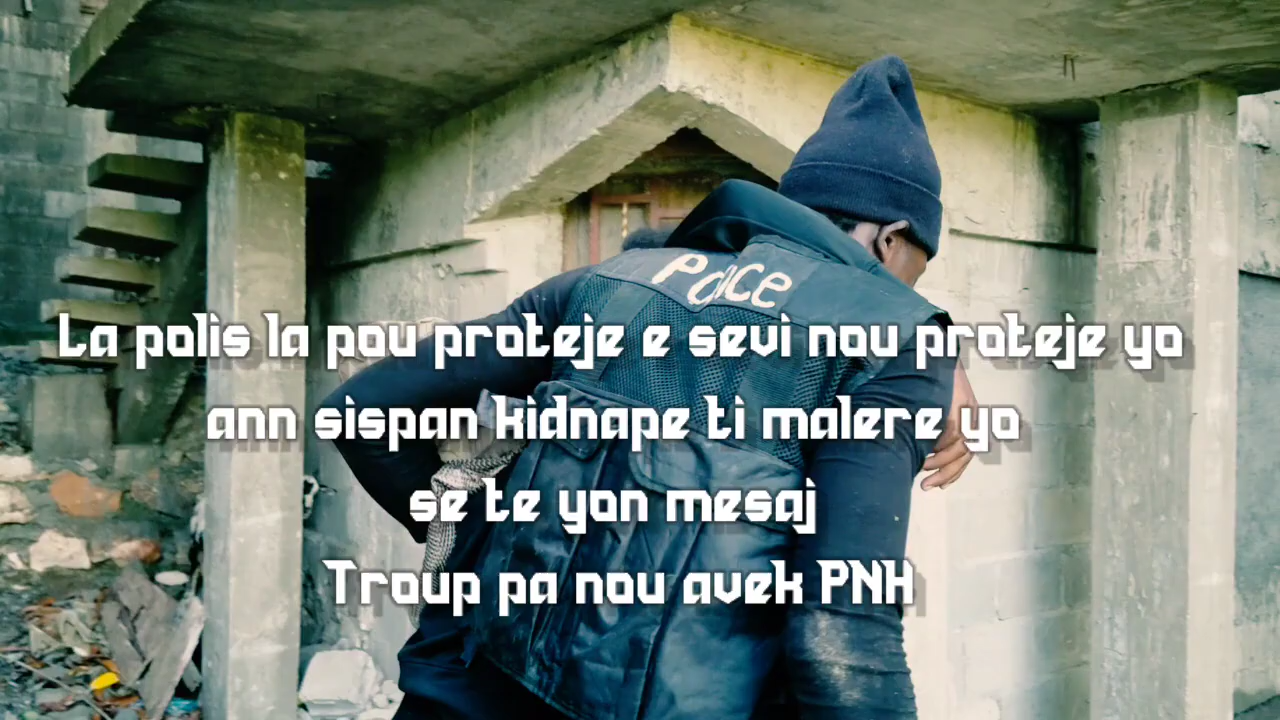 Police
La polis la pou proteje e sevi nou proteje yo
ann sispan kidnape ti malere yo
se te yon mesaj
Troup pa nou avek PNH